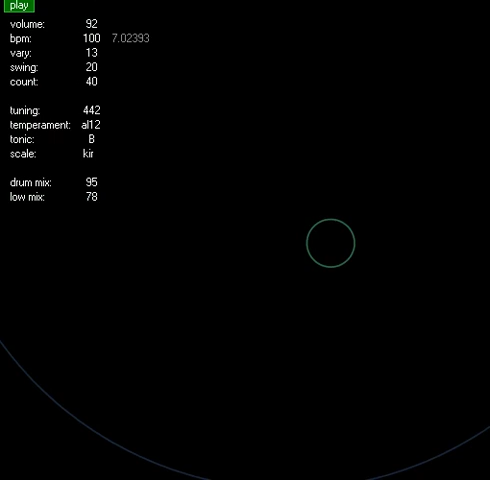 play
volume: 92
bpm: 100 7.02393
vary: 13
swing: 20
count: 40
tuning: 442
temperament: al12
tonic: B
scale: kir
drum mix: 95
low mix: 78